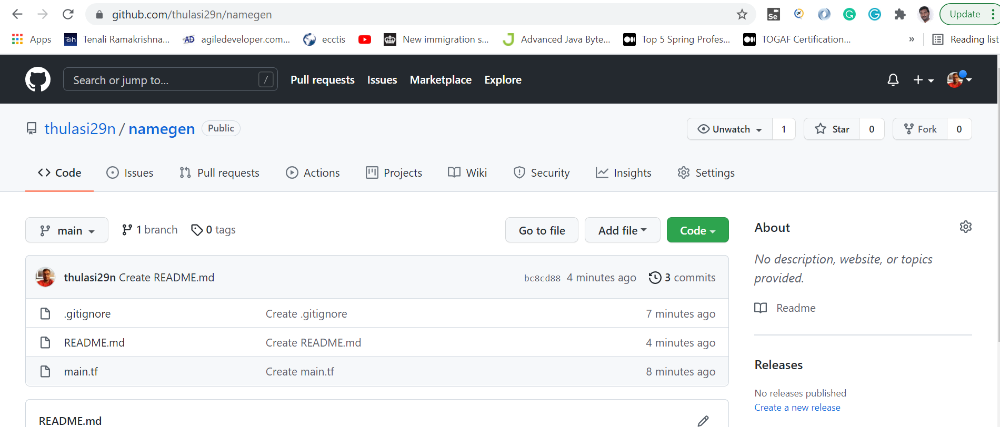 github.com/thulasi29n/namegen
Se
Update
Apps
Dh
Tenali Ramakrishna...
AD
agiledeveloper.com...
ecctis
New immigration s...
Advanced Java Byte...
Top 5 Spring Profes...
TOGAF Certification...
»
Reading list
Search or jump to...
/
Pull requests
Issues
Marketplace
Explore
thulasi29n / namegen
Public
Unwatch
1
Star
0
Fork
0
Code
Issues
Pull requests
Actions
Projects
Wiki
Security
Insights
Settings
main
1 branch
0 tags
Go to file
Add file
Code
thulasi29n Create README.md
bc8cd88 4 minutes ago
3 commits
.gitignore
Create .gitignore
7 minutes ago
README.md
Create README.md
4 minutes ago
main.tf
Create main.tf
8 minutes ago
README.md
About
No description, website, or topics
provided.
Readme
Releases
No releases published
Create a new release